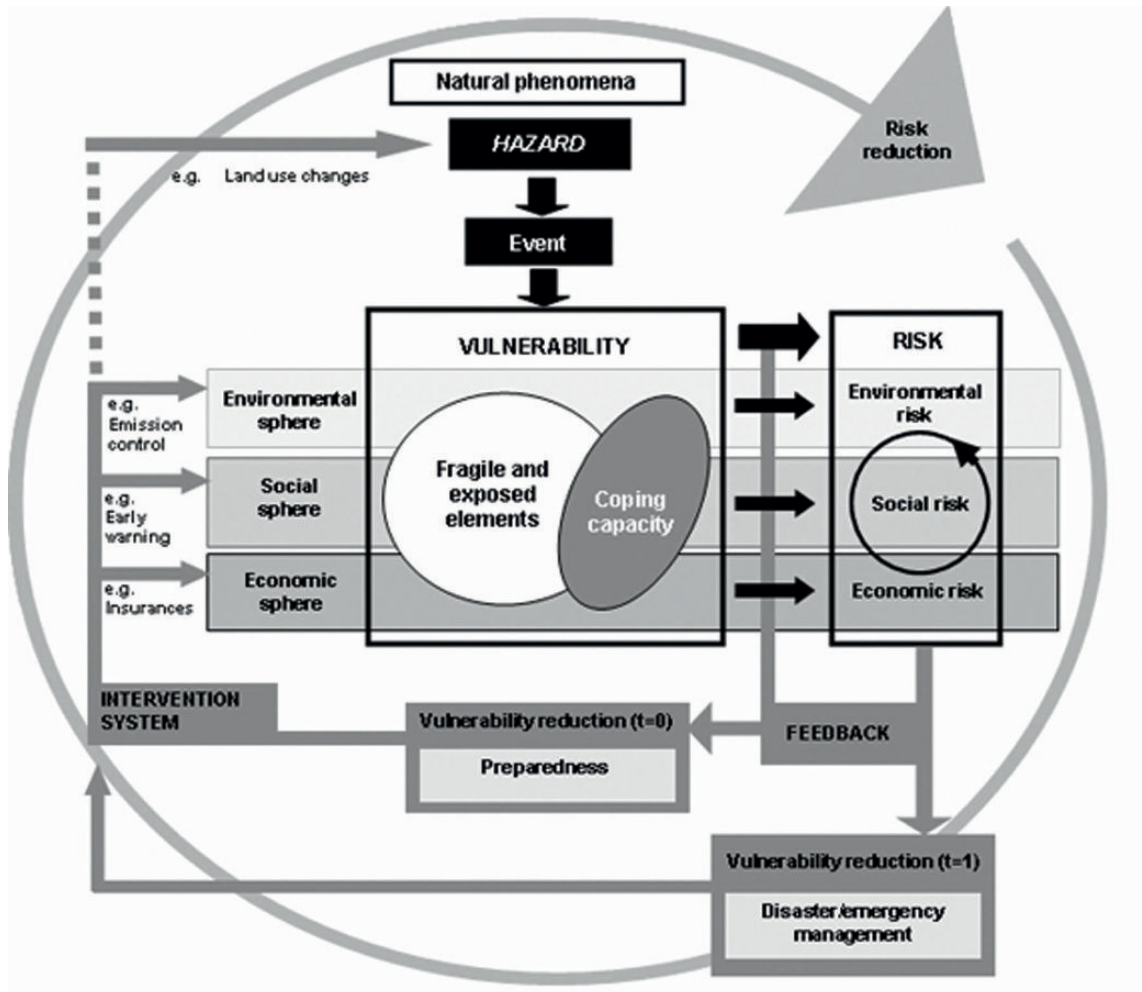 Natural phenomena
HAZARD
Risk
reduction
e.g. Land use changes
Event
VULNERABILITY
RISK
e.g.
Emission
control
Environmental
sphere
Environmental
risk
Fragile and
exposed
elements
Coping
capacity
e.g.
Early
warning
Social
sphere
Social risk
e.g.
Insurances
Economic
sphere
Economic risk
INTERVENTION
SYSTEM
Vulnerability reduction (t=0)
Preparedness
FEEDBACK
Vulnerability reduction (t=1)
Disaster/emergency
management